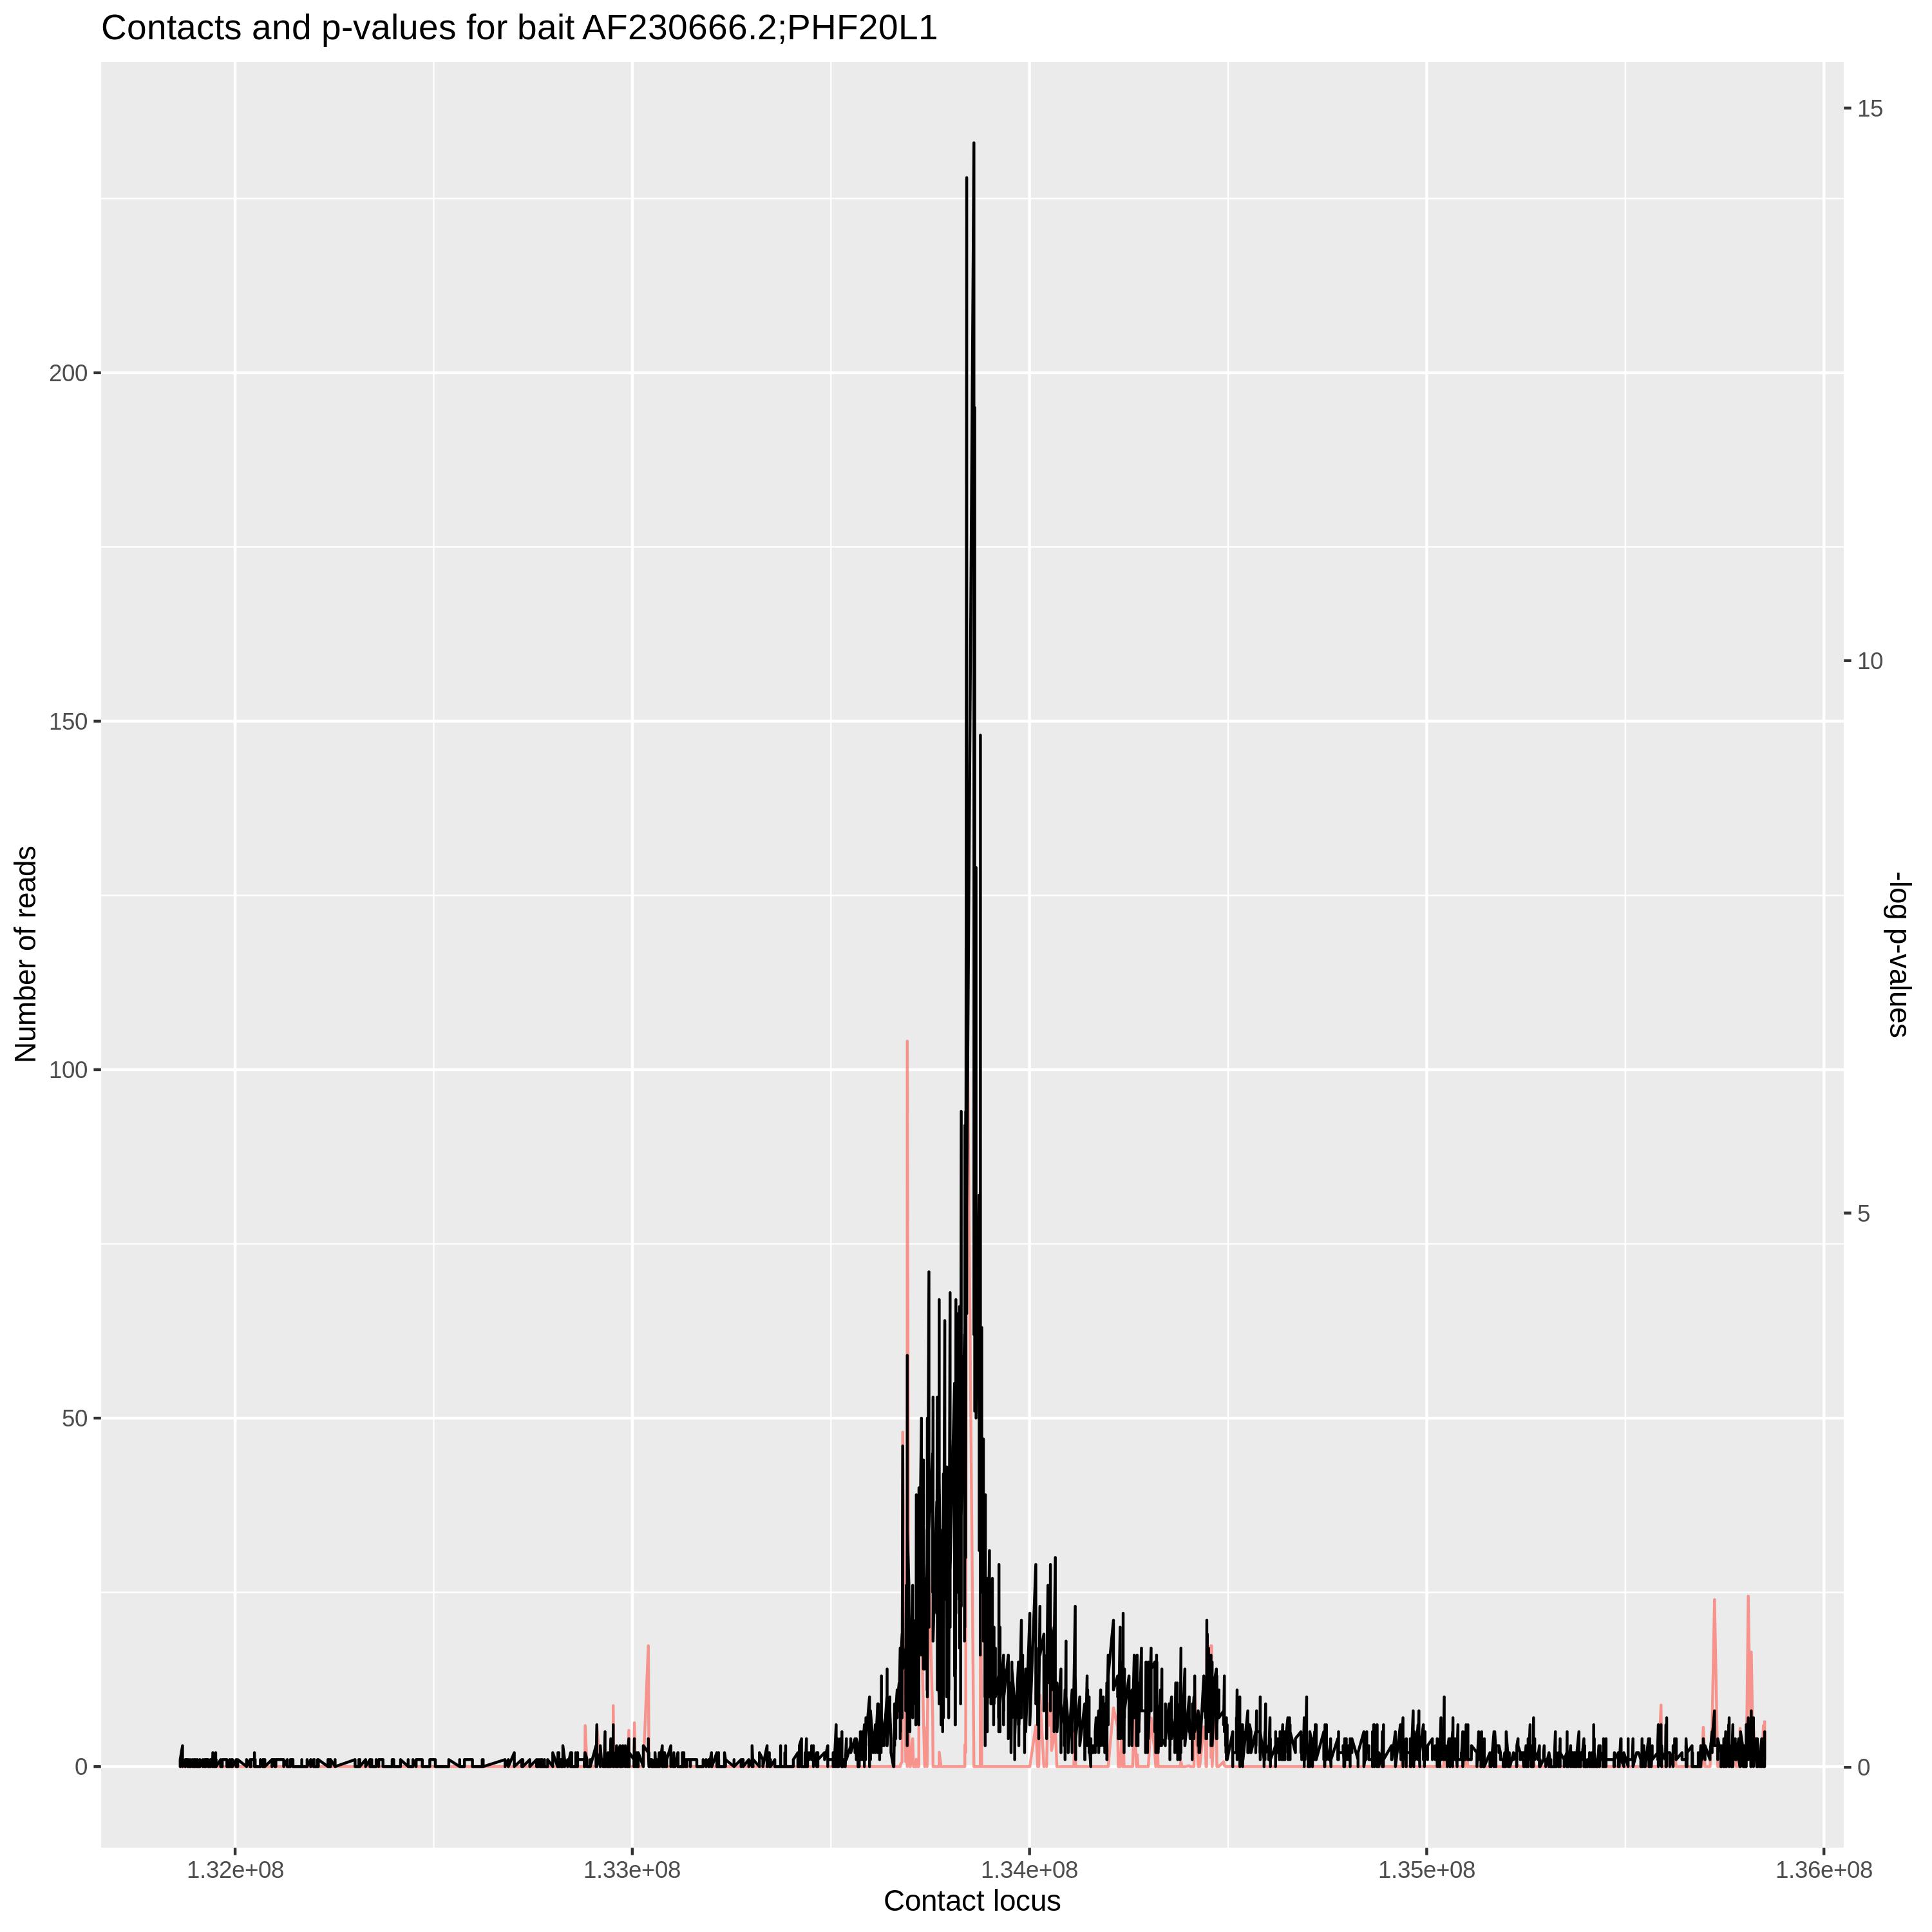 Contacts and p-values for bait AF230666.2;PHF20L1
Number of reads
200
150
100
50
0
15
10
5
0
-log p-values
1.32e+08
1.33e+08
1.34e+08
1.35e+08
1.36e+08
Contact locus